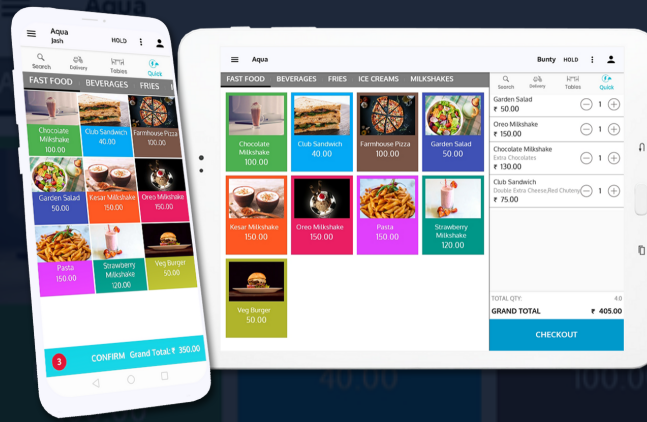 Aqua
Aqua
Jash
HOLD
Search
Delivery
Tables
Quick
FAST FOOD
BEVERAGES
FRIES
Chocolate
Milkshake
100.00
Club Sandwich
40.00
Farmhouse Pizza
100.00
Garden Salad
50.00
Kesar Milkshake
150.00
Oreo Milkshake
150.00
Pasta
150.00
Strawberry
Milkshake
120.00
Veg Burger
50.00
3
CONFIRM Grand Total: ₹ 350.00
Aqua
Bunty
HOLD
FAST FOOD
BEVERAGES
FRIES
ICE CREAMS
MILKSHAKES
Search
Delivery
Tables
Quick
Chocolate
Milkshake
100.00
Club Sandwich
40.00
Farmhouse Pizza
100.00
Garden Salad
50.00
Kesar Milkshake
150.00
Oreo Milkshake
150.00
Pasta
150.00
Strawberry
Milkshake
120.00
Veg Burger
50.00
Garden Salad
₹ 50.00
1
Oreo Milkshake
₹ 150.00
1
Chocolate Milkshake
Extra Chocolates
₹ 130.00
1
Club Sandwich
Double Extra Cheese,Red Chuteny
₹ 75.00
1
TOTAL QTY:
4.0
GRAND TOTAL
₹ 405.00
CHECKOUT
40.00
100.0